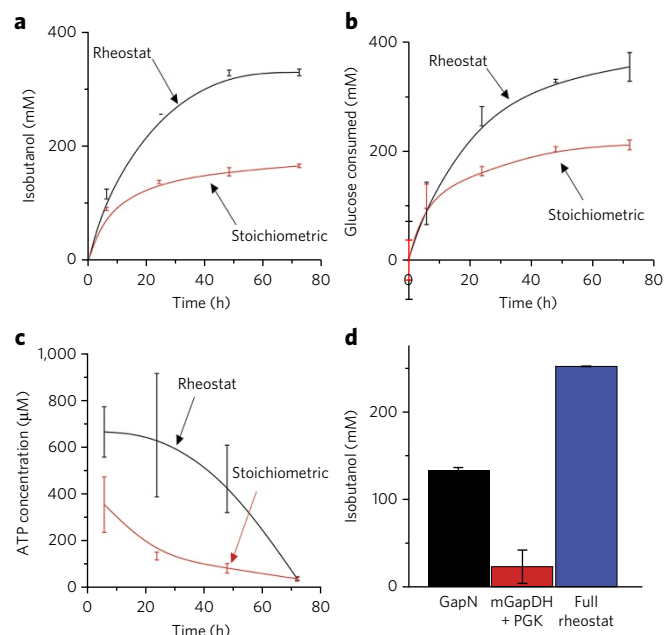 a
Isobutanol (mM)
400
200
0
Rheostat
Stoichiometric
0 20 40 60 80
Time (h)
b
Glucose consumed (mM)
400
200
0
Rheostat
Stoichiometric
0 20 40 60 80
Time (h)
c
ATP concentration (µM)
1,000
800
600
400
200
0
Rheostat
Stoichiometric
0 20 40 60 80
Time (h)
d
Isobutanol (mM)
250
150
100
0
GapN
mGapDH
+ PGK
Full
rheostat